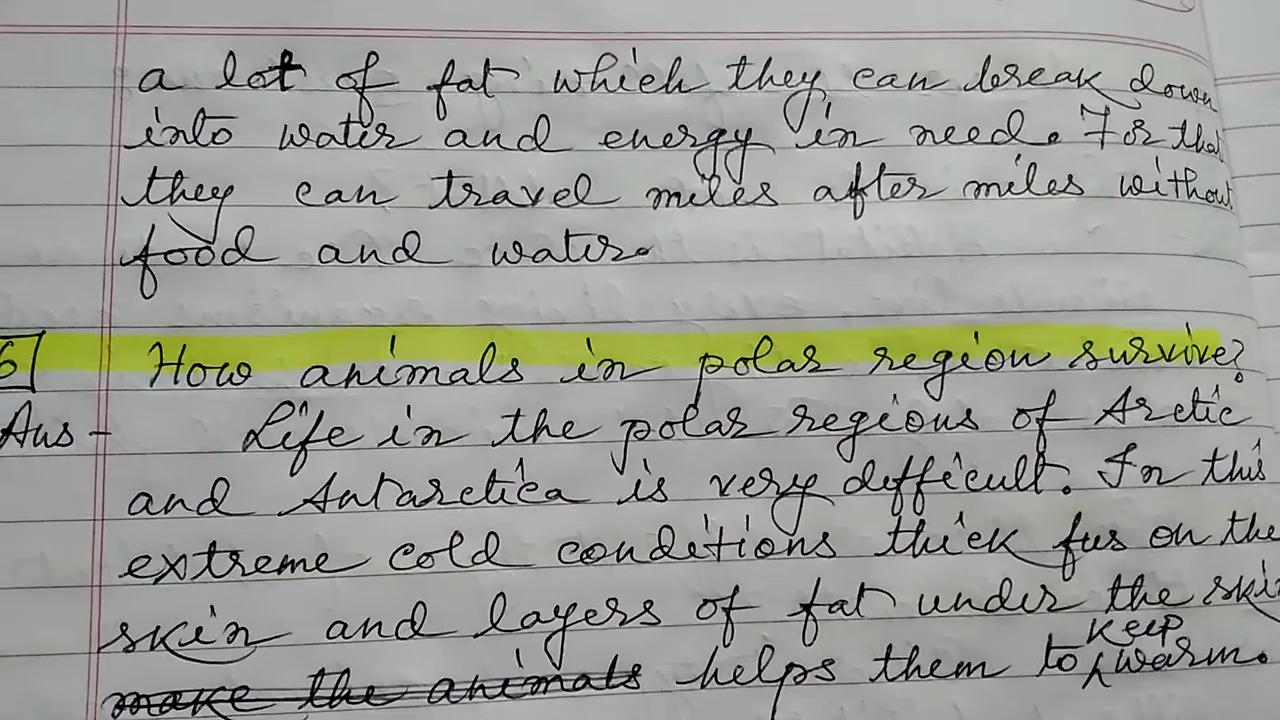 a lot of fat which they can break down
into water and energy in need. For that
they can travel miles after miles without
food and water.
6 How animals in polar region survive?
Ans - Life in the polar regions of Arctic
and Antarctica is very difficult. In this
extreme cold conditions thick fur on the
skin and layers of fat under the ski
make the animals helps them to keep warm.